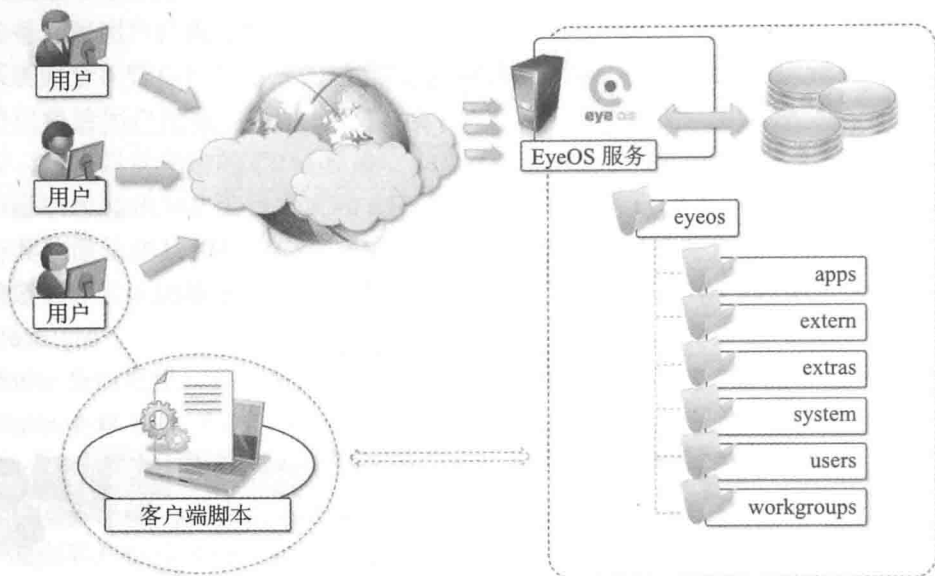 用户
用户
用户
eyeos
EyeOS 服务
eyeos
apps
extern
extras
system
users
workgroups
客户端脚本